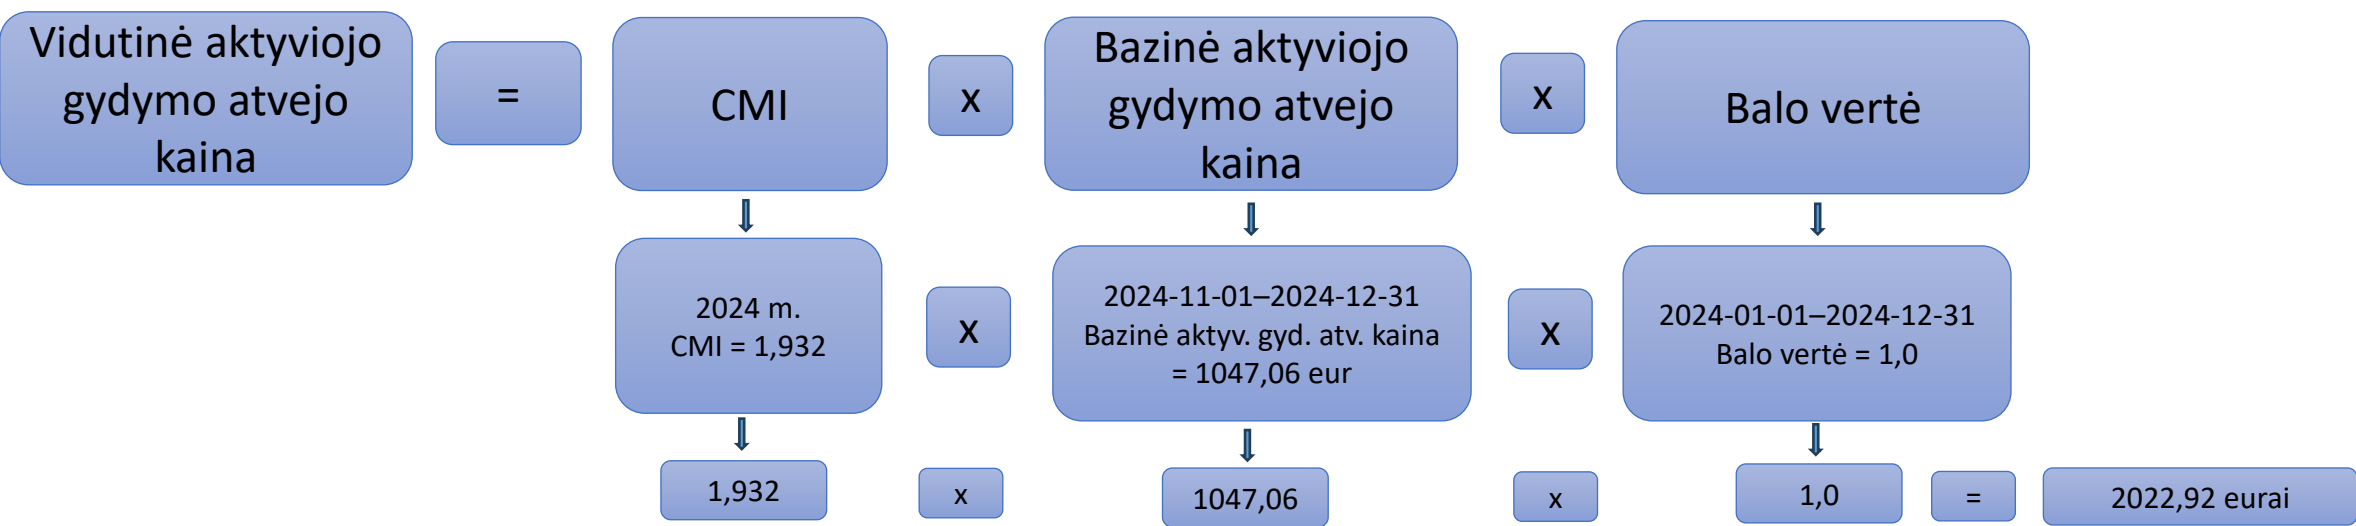 Vidutinė aktyviojo
gydymo atvejo
kaina
=
CMI
x
Bazinė aktyviojo
gydymo atvejo
kaina
x
Balo vertė
2024 m.
CMI = 1,932
x
2024-11-01–2024-12-31
Bazinė aktyv. gyd. atv. kaina
= 1047,06 eur
x
2024-01-01–2024-12-31
Balo vertė = 1,0
1,932
x
1047,06
x
1,0
=
2022,92 eurai